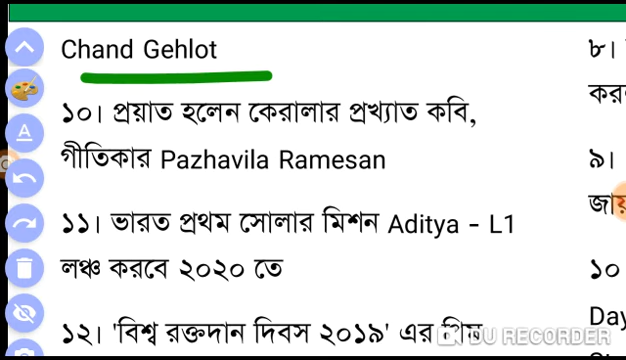 Chand Gehlot
১০। প্রয়াত হলেন কেরালার প্রখ্যাত কবি,
গীতিকার Pazhavila Ramesan
১১। ভারত প্রথম সোলার মিশন Aditya - L1
লঞ্চ করবে ২০২০ তে
১২। 'বিশ্ব রক্তদান দিবস ২০১৯' এর থিম
৮।
৯।
১০
Day
DU RECORDER